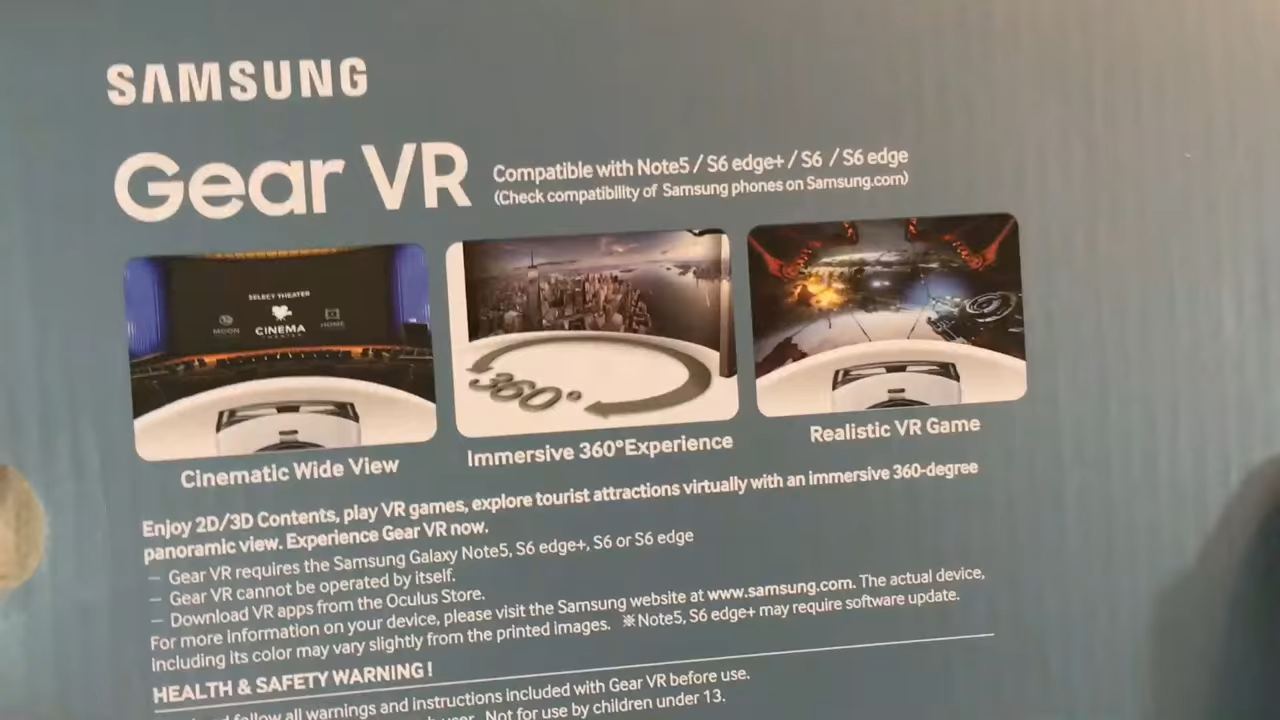 SAMSUNG
Gear VR
Compatible with Note5 / S6 edge+ / S6 / S6 edge
(Check compatibility of Samsung phones on Samsung.com)
SELECT THEATER
MOON
CINEMA
THEATER
HOME
360°
Cinematic Wide View
Immersive 360°Experience
Realistic VR Game
Enjoy 2D/3D Contents, play VR games, explore tourist attractions virtually with an immersive 360-degree
panoramic view. Experience Gear VR now.
– Gear VR requires the Samsung Galaxy Note5, S6 edge+, S6 or S6 edge
– Gear VR cannot be operated by itself.
– Download VR apps from the Oculus Store.
For more information on your device, please visit the Samsung website at www.samsung.com. The actual device,
including its color may vary slightly from the printed images. ※Note5, S6 edge+ may require software update.
HEALTH & SAFETY WARNING!
follow all warnings and instructions included with Gear VR before use.
Not for use by children under 13.